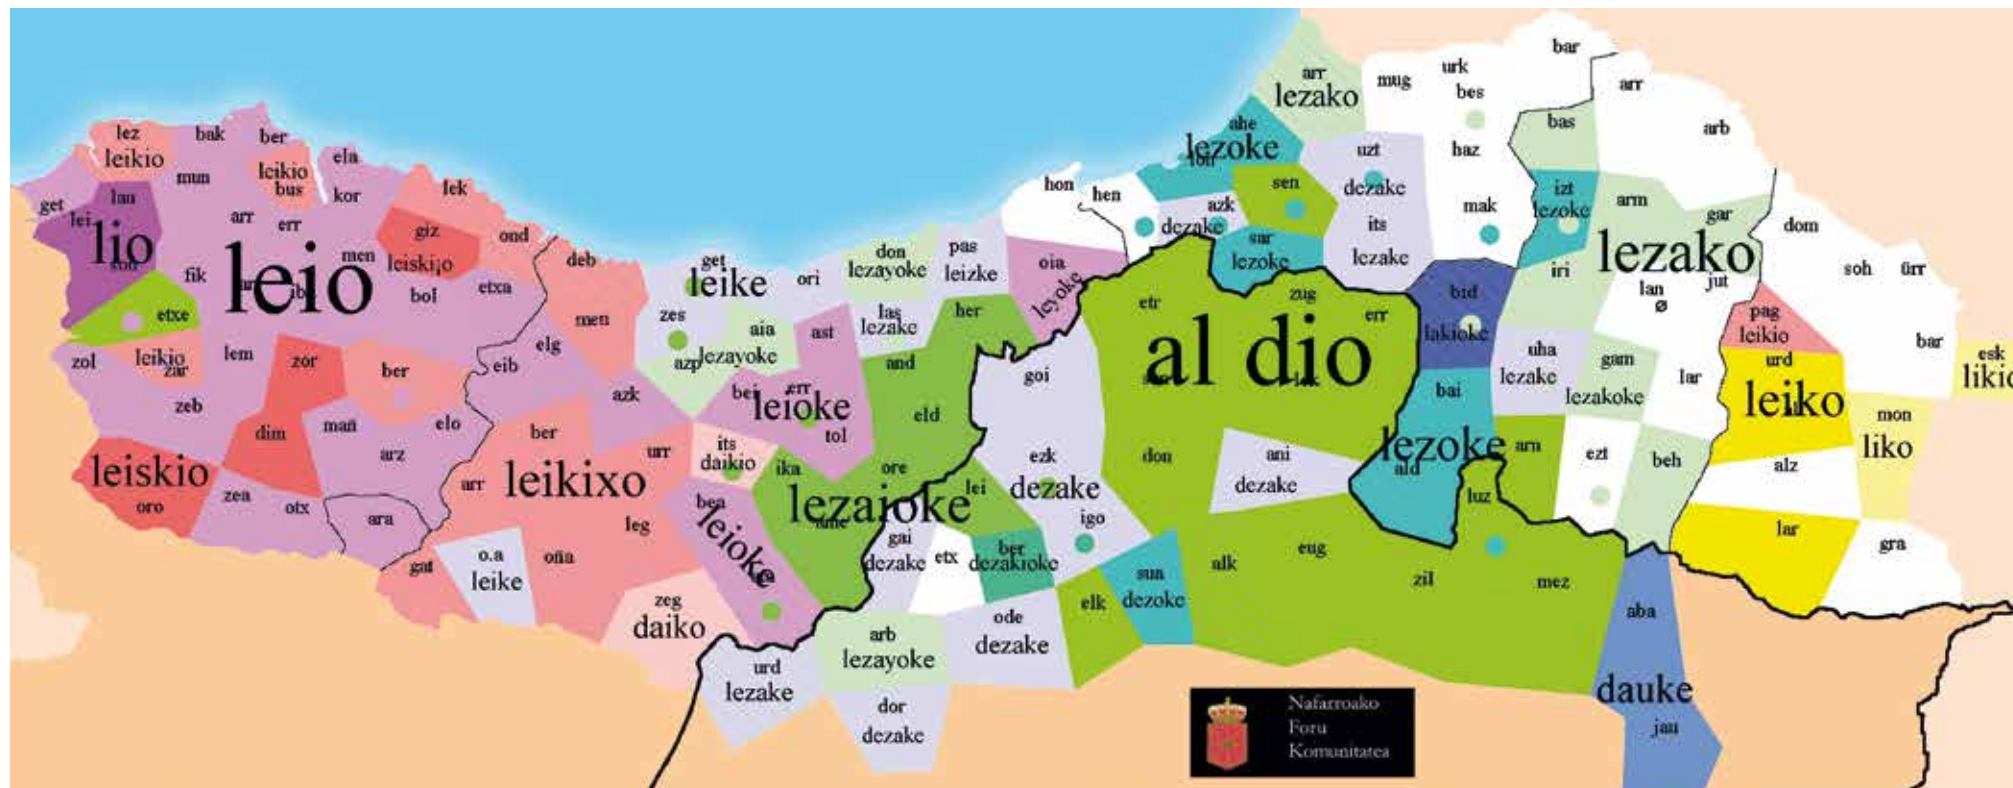 bar
urk
arr
mug
bes
arr
lezako
bas
arb
lez
bak
ber
leikio
ahe
lezoke
uzt
haz
ela
mun
leikio
bus
kor
lek
sen
dezake
izt
lezoke
lau
get
lei
hon
hen
azk
dezake
mak
arm
gar
arr
err
giz
ond
its
lezake
dom
lio
men
leiskijo
pas
leizke
don
lezayoke
sar
lezoke
lezako
fik
deb
get
leike
ori
oia
leyoke
iri
jut
soh
ürr
leio
bol
etxa
etr
zug
err
bid
lakioke
lan
ø
etxe
men
zes
aia
lezayoke
ast
las
lezake
her
pag
leikio
zol
leikio
zar
lem
zor
ber
eib
elg
azp
and
al dio
uha
lezake
gam
lezakoke
lar
bar
esk
goi
urd
leiko
zeb
azk
bei
err
leioke
tol
eld
bai
mon
liko
dim
mañ
elo
ber
its
daikio
lezoke
ald
arn
ezt
beh
leiskio
oro
arz
urr
ika
ore
ezk
dezake
don
ani
dezake
alz
arr
leikixo
bea
leioke
lezaioke
lei
luz
zea
otx
ara
leg
igo
lar
gat
o.a
leike
oña
gai
dezake
etx
ber
dezakioke
eug
alk
gra
zeg
daiko
elk
sun
dezoke
zil
mez
aba
ode
dezake
arb
lezayoke
urd
lezake
dauke
dor
dezake
jau
Nafarroako
Foru
Komunitatea